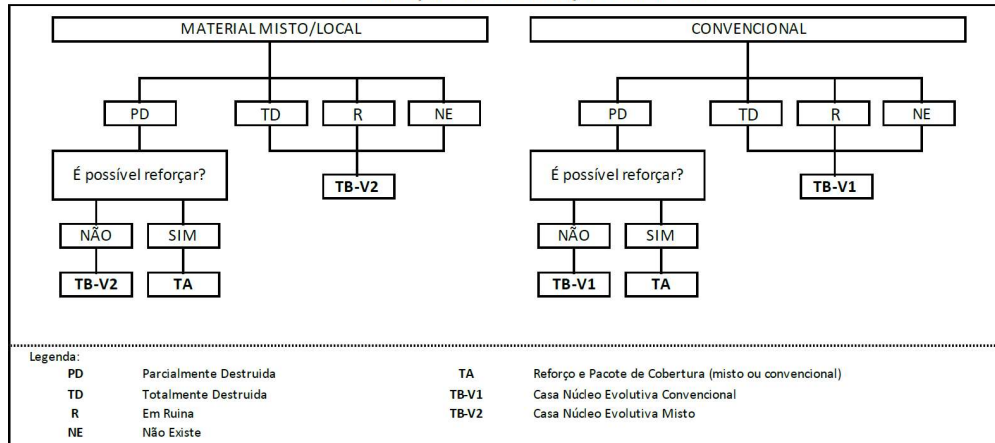 MATERIAL MISTO/LOCAL
CONVENCIONAL
PD
TD
R
NE
PD
TD
R
NE
É possível reforçar?
TB-V2
É possível reforçar?
TB-V1
NÃO
SIM
NÃO
SIM
TB-V2
TA
TB-V1
TA
Legenda:
PD Parcialmente Destruida
TD Totalmente Destruida
R Em Ruina
NE Não Existe
TA Reforço e Pacote de Cobertura (misto ou convencional)
TB-V1 Casa Núcleo Evolutiva Convencional
TB-V2 Casa Núcleo Evolutiva Misto